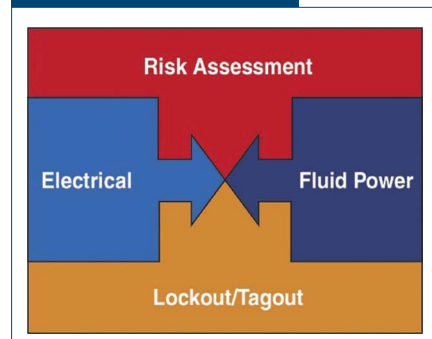 Risk Assessment
Electrical
Fluid Power
Lockout/Tagout